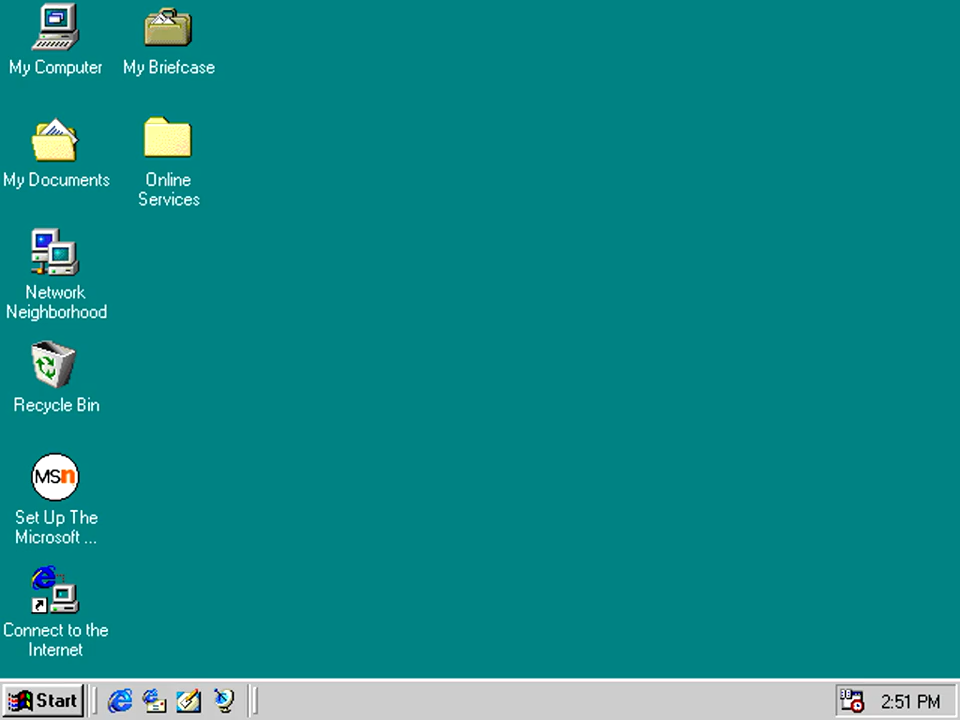 My Computer
My Briefcase
My Documents
Online
Services
Network
Neighborhood
Recycle Bin
MSn
Set Up The
Microsoft ...
Connect to the
Internet
Start
2:51 PM